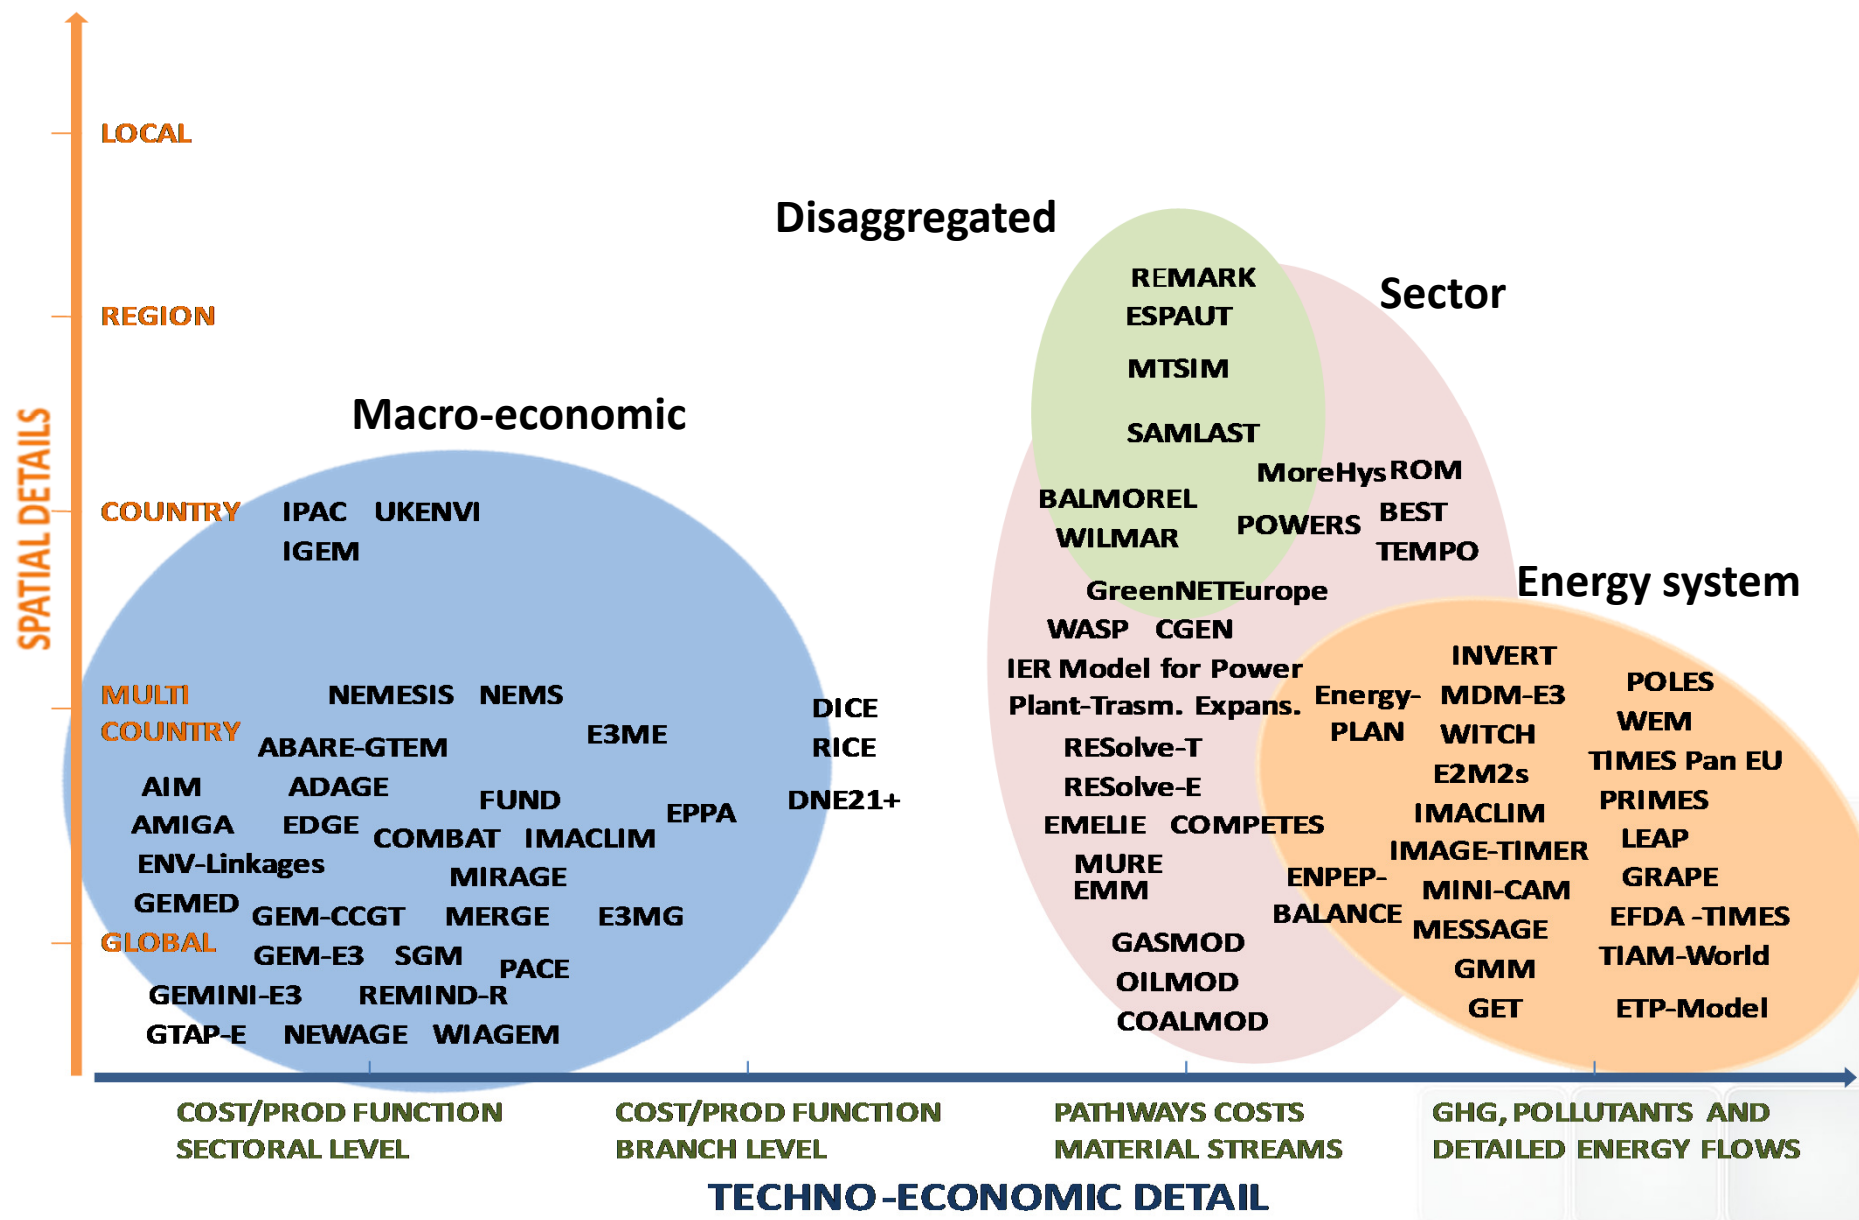 LOCAL
Disaggregated
REMARK
Sector
REGION
ESPAUT
MTSIM
Macro-economic
SAMLAST
MoreHys ROM
BALMOREL
COUNTRY
IPAC UKENVI
BEST
POWERS
WILMAR
IGEM
TEMPO
SPATIAL DETAILS
Energy system
GreenNETEurope
WASP CGEN
INVERT
IER Model for Power
Plant-Trasm. Expans.
POLES
MULTI
COUNTRY
NEMESIS NEMS
Energy-
PLAN
MDM-E3
DICE
WEM
E3ME
WITCH
ABARE-GTEM
RICE
RESolve-T
TIMES Pan EU
E2M2s
AIM
ADAGE
RESolve-E
FUND
DNE21+
PRIMES
EPPA
IMACLIM
AMIGA
EDGE
EMELIE COMPETES
COMBAT IMACLIM
LEAP
IMAGE-TIMER
ENV-Linkages
MURE
MIRAGE
ENPEP-
BALANCE
GRAPE
EMM
MINI-CAM
GEMED
GEM-CCGT MERGE E3MG
EFDA -TIMES
MESSAGE
GLOBAL
GASMOD
GEM-E3 SGM
TIAM-World
PACE
GMM
OILMOD
GEMINI-E3 REMIND-R
GET
ETP-Model
COALMOD
GTAP-E NEWAGE WIAGEM
COST/PROD FUNCTION
SECTORAL LEVEL
COST/PROD FUNCTION
BRANCH LEVEL
PATHWAYS COSTS
MATERIAL STREAMS
GHG, POLLUTANTS AND
DETAILED ENERGY FLOWS
TECHNO-ECONOMIC DETAIL